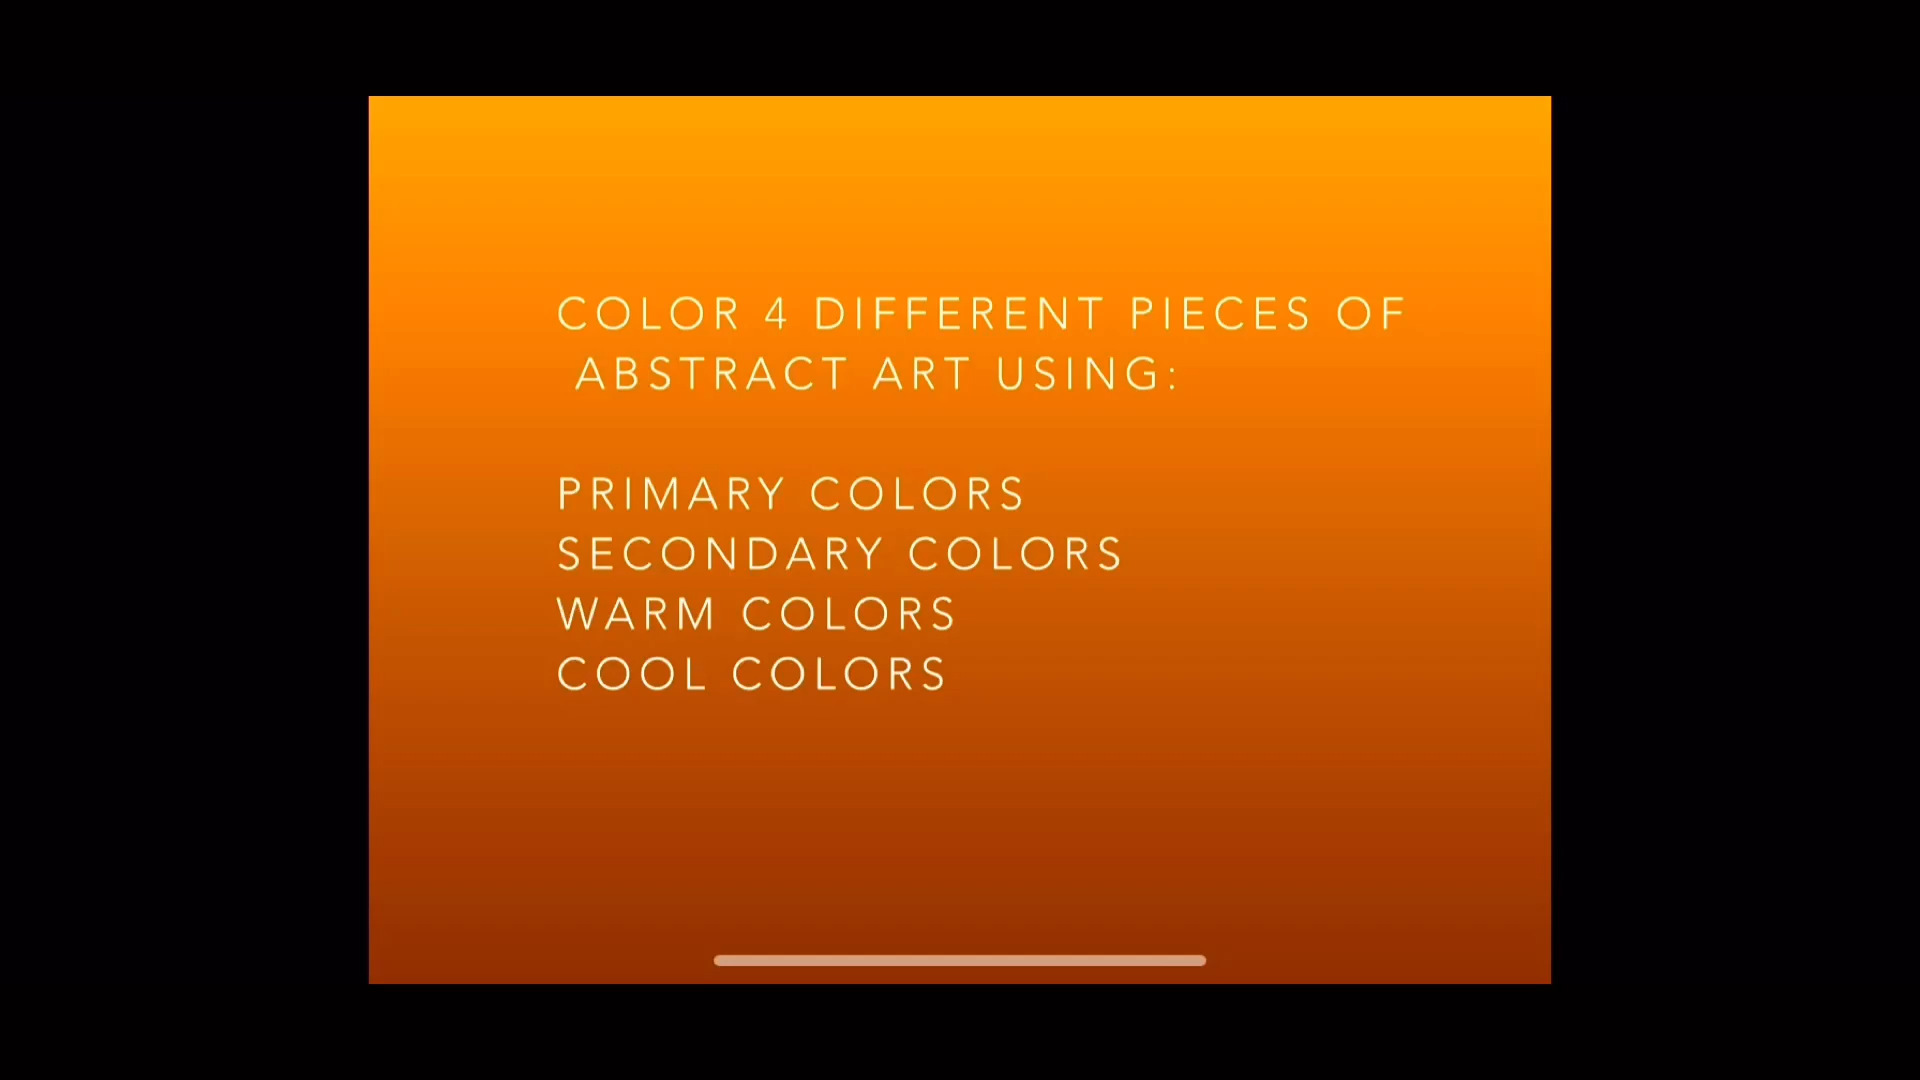 COLOR 4 DIFFERENT PIECES OF
ABSTRACT ART USING:
PRIMARY COLORS
SECONDARY COLORS
WARM COLORS
COOL COLORS